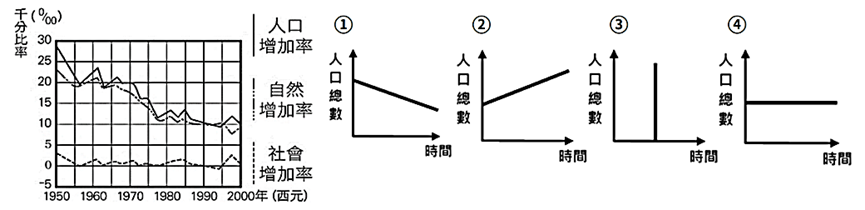 千分比率
(‰)
30
25
20
15
10
5
0
-5
1950
1960
1970
1980
1990
2000年(西元)
人口
增加率
自然
增加率
社會
增加率
①
人口總數
時間
②
人口總數
時間
③
人口總數
時間
④
人口總數
時間